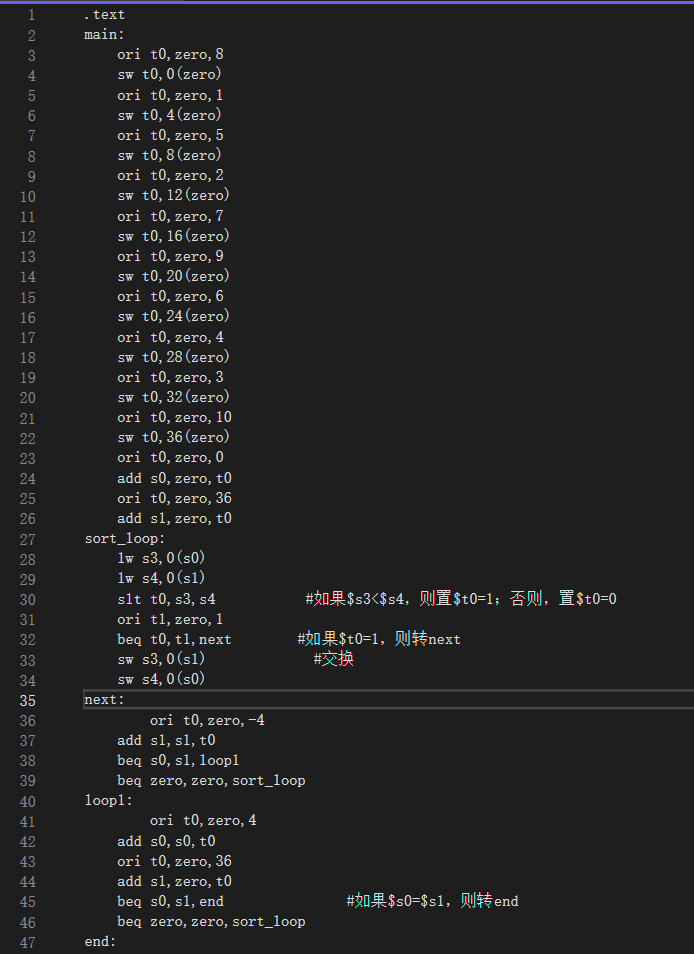 1 .text
2 main:
3 ori t0,zero,8
4 sw t0,0(zero)
5 ori t0,zero,1
6 sw t0,4(zero)
7 ori t0,zero,5
8 sw t0,8(zero)
9 ori t0,zero,2
10 sw t0,12(zero)
11 ori t0,zero,7
12 sw t0,16(zero)
13 ori t0,zero,9
14 sw t0,20(zero)
15 ori t0,zero,6
16 sw t0,24(zero)
17 ori t0,zero,4
18 sw t0,28(zero)
19 ori t0,zero,3
20 sw t0,32(zero)
21 ori t0,zero,10
22 sw t0,36(zero)
23 ori t0,zero,0
24 add s0,zero,t0
25 ori t0,zero,36
26 add s1,zero,t0
27 sort_loop:
28 lw s3,0(s0)
29 lw s4,0(s1)
30 slt t0,s3,s4 #如果$s3<$s4，则置$t0=1；否则，置$t0=0
31 ori t1,zero,1
32 beq t0,t1,next #如果$t0=1，则转next
33 sw s3,0(s1) #交换
34 sw s4,0(s0)
35 next:
36 ori t0,zero,-4
37 add s1,s1,t0
38 beq s0,s1,loop1
39 beq zero,zero,sort_loop
40 loop1:
41 ori t0,zero,4
42 add s0,s0,t0
43 ori t0,zero,36
44 add s1,zero,t0
45 beq s0,s1,end #如果$s0=$s1，则转end
46 beq zero,zero,sort_loop
47 end: